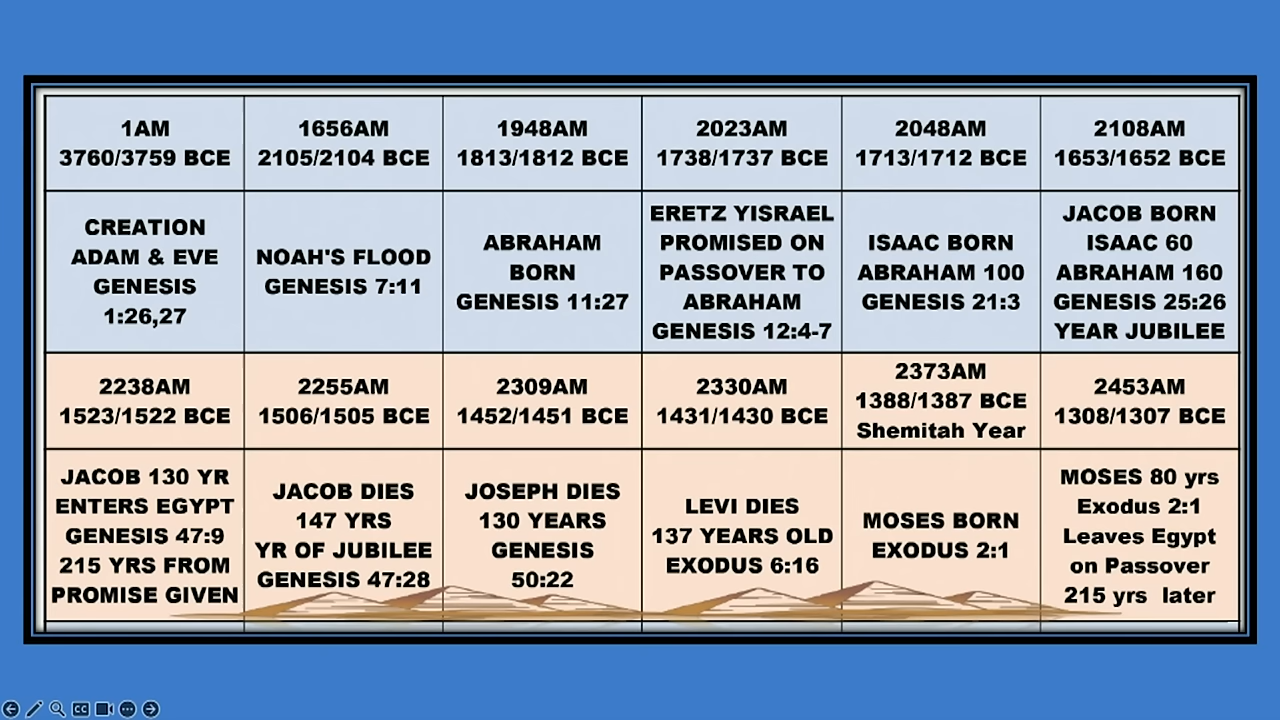 1AM
3760/3759 BCE
1656AM
2105/2104 BCE
1948AM
1813/1812 BCE
2023AM
1738/1737 BCE
2048AM
1713/1712 BCE
2108AM
1653/1652 BCE
CREATION
ADAM & EVE
GENESIS
1:26,27
NOAH'S FLOOD
GENESIS 7:11
ABRAHAM
BORN
GENESIS 11:27
ERETZ YISRAEL
PROMISED ON
PASSOVER TO
ABRAHAM
GENESIS 12:4-7
ISAAC BORN
ABRAHAM 100
GENESIS 21:3
JACOB BORN
ISAAC 60
ABRAHAM 160
GENESIS 25:26
YEAR JUBILEE
2238AM
1523/1522 BCE
2255AM
1506/1505 BCE
2309AM
1452/1451 BCE
2330AM
1431/1430 BCE
2373AM
1388/1387 BCE
Shemitah Year
2453AM
1308/1307 BCE
JACOB 130 YR
ENTERS EGYPT
GENESIS 47:9
215 YRS FROM
PROMISE GIVEN
JACOB DIES
147 YRS
YR OF JUBILEE
GENESIS 47:28
JOSEPH DIES
130 YEARS
GENESIS
50:22
LEVI DIES
137 YEARS OLD
EXODUS 6:16
MOSES BORN
EXODUS 2:1
MOSES 80 yrs
Exodus 2:1
Leaves Egypt
on Passover
215 yrs later
CC